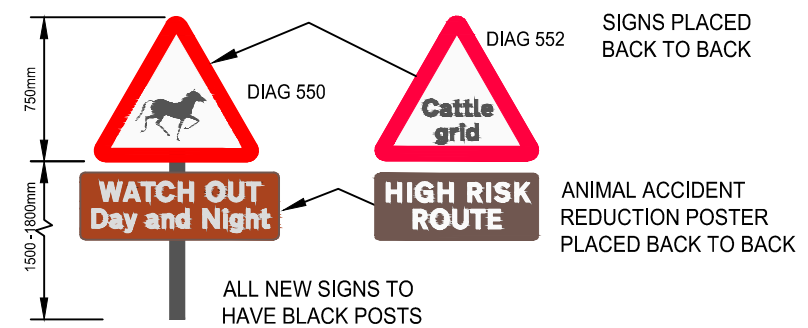 750mm
1500-1800mm
DIAG 550
WATCH OUT
Day and Night
DIAG 552
Cattle
grid
HIGH RISK
ROUTE
SIGNS PLACED
BACK TO BACK
ANIMAL ACCIDENT
REDUCTION POSTER
PLACED BACK TO BACK
ALL NEW SIGNS TO
HAVE BLACK POSTS